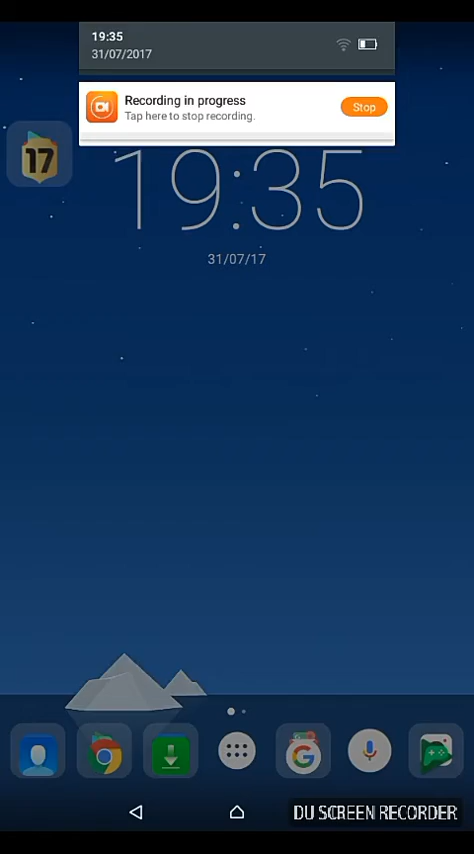 19:35
31/07/2017
Recording in progress
Tap here to stop recording.
Stop
17
19:35
31/07/17
DU SCREEN RECORDER